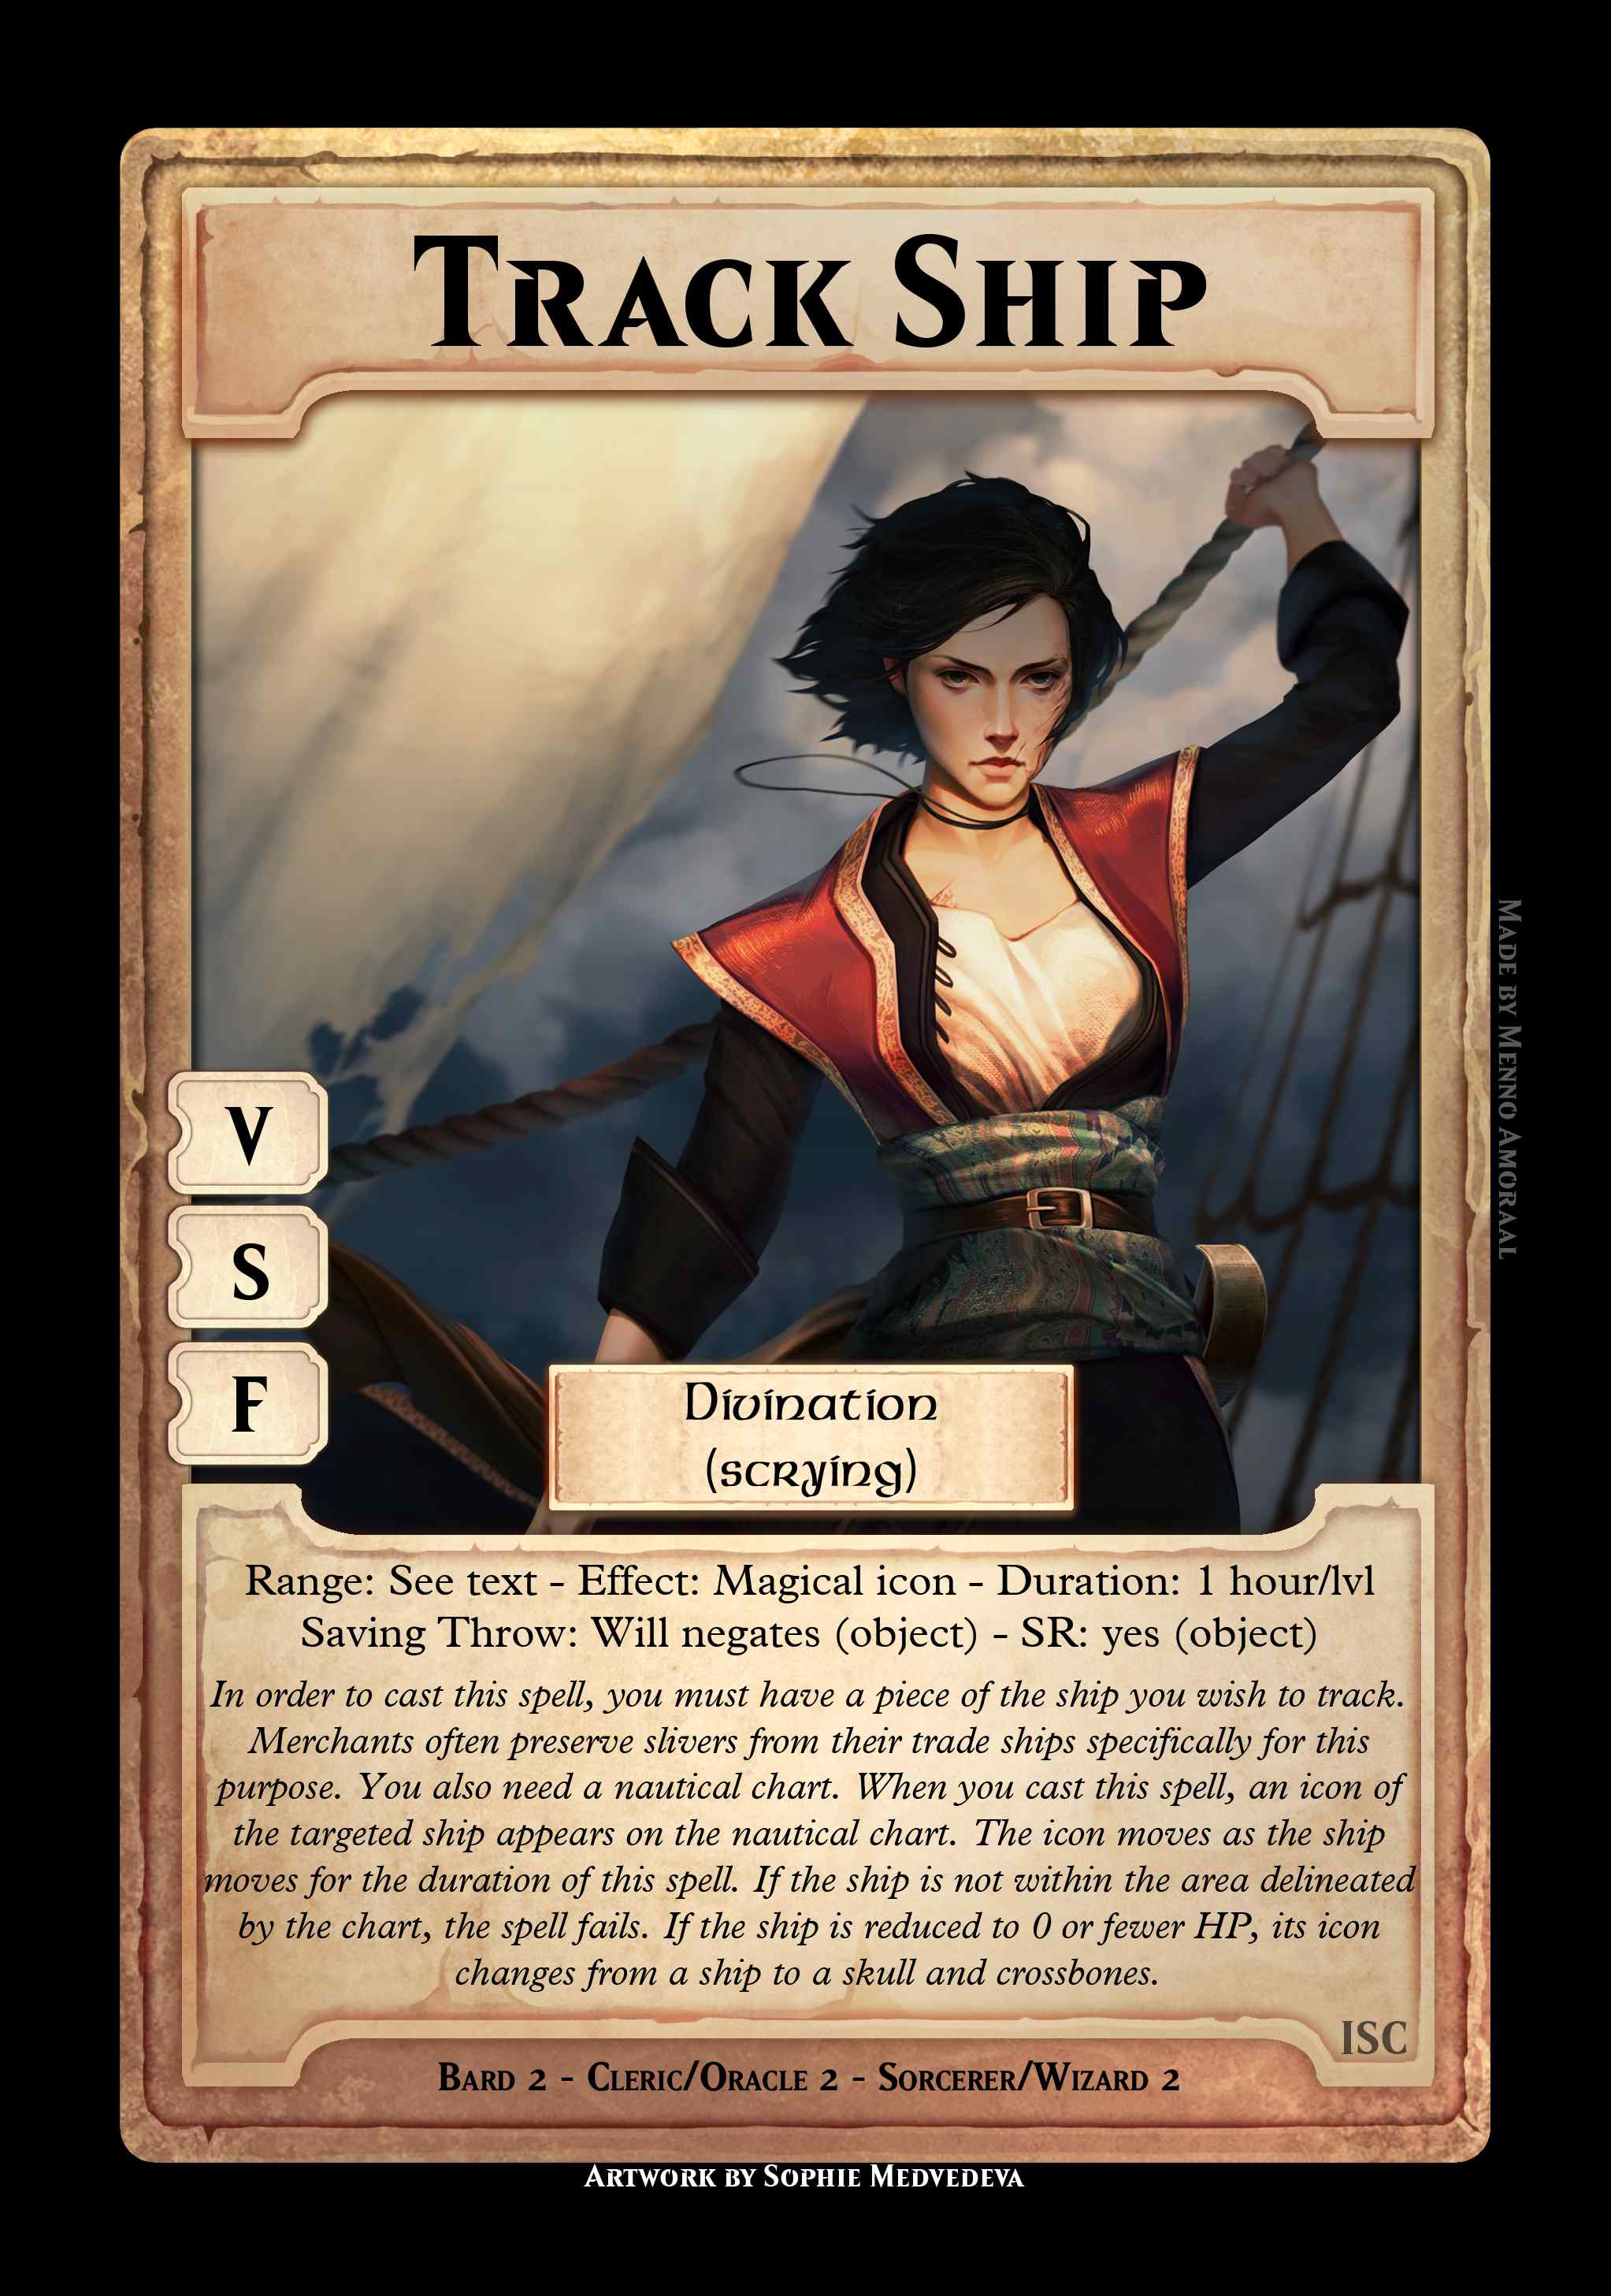 Track Ship
V
S
F
Divination
(scrying)
Range: See text - Effect: Magical icon - Duration: 1 hour/lvl
Saving Throw: Will negates (object) - SR: yes (object)
In order to cast this spell, you must have a piece of the ship you wish to track.
Merchants often preserve slivers from their trade ships specifically for this
purpose. You also need a nautical chart. When you cast this spell, an icon of
the targeted ship appears on the nautical chart. The icon moves as the ship
moves for the duration of this spell. If the ship is not within the area delineated
by the chart, the spell fails. If the ship is reduced to 0 or fewer HP, its icon
changes from a ship to a skull and crossbones.
ISC
Bard 2 - Cleric/Oracle 2 - Sorcerer/Wizard 2
Artwork by Sophie Medvedeva
Made by Menno Amoraal